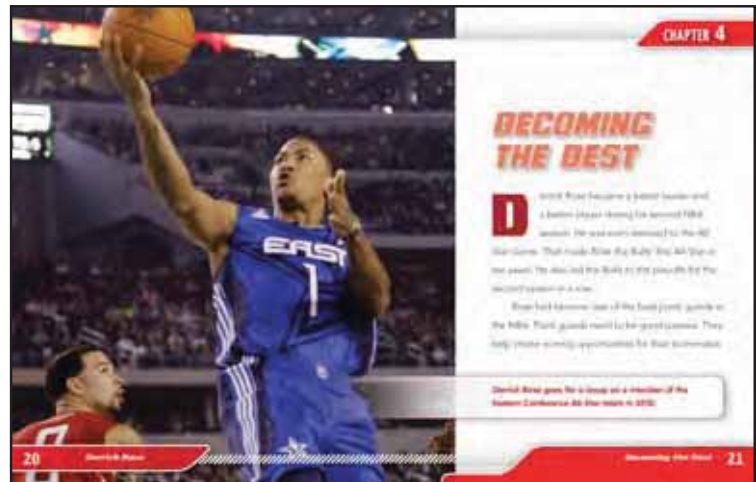 CHAPTER 4
BECOMING
THE BEST
Derrick Rose became a better leader and
a better player during his second NBA
season. He was even named to the All-
Star Game. That made Rose the Bulls' first All-Star in
ten years. He also led the Bulls to the playoffs for the
second season in a row.
Rose had become one of the best point guards in
the NBA. Point guards need to be good passers. They
help create scoring opportunities for their teammates.
Derrick Rose goes for a layup as a member of the
Eastern Conference All-Star team in 2010.
EAST
1
20
Derrick Rose
Becoming the Best
21